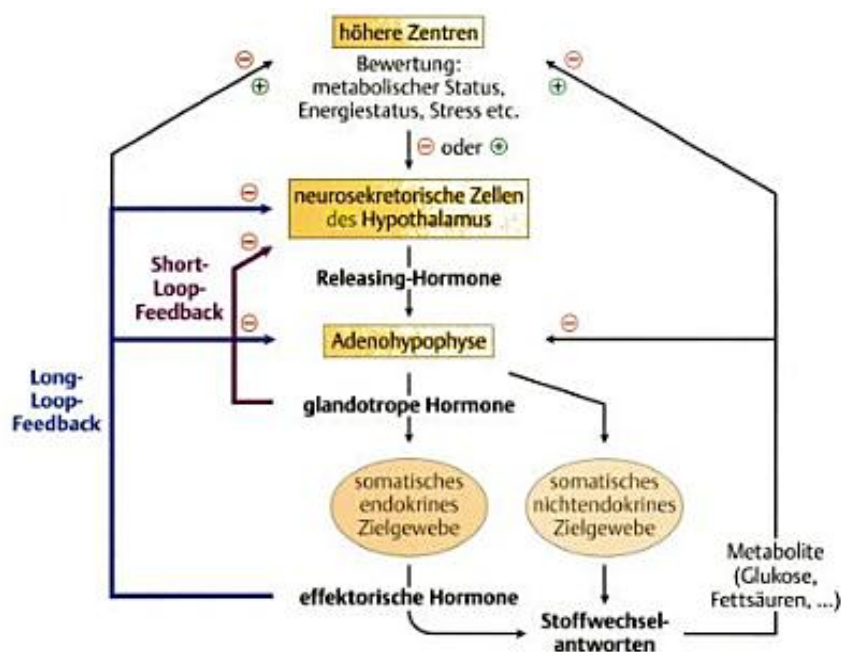 höhere Zentren
Bewertung:
metabolischer Status,
Energiestatus, Stress etc.
⊖
⊕
⊖
⊕
⊖ oder ⊕
⊖
neurosekretorische Zellen
des Hypothalamus
⊖
Short-
Loop-
Feedback
Releasing-Hormone
⊖
Adenohypophyse
⊖
Long-
Loop-
Feedback
glandotrope Hormone
somatisches
endokrines
Zielgewebe
somatisches
nichtendokrines
Zielgewebe
Metabolite
(Glukose,
Fettsäuren, ...)
effektorische Hormone
Stoffwechsel-
antworten